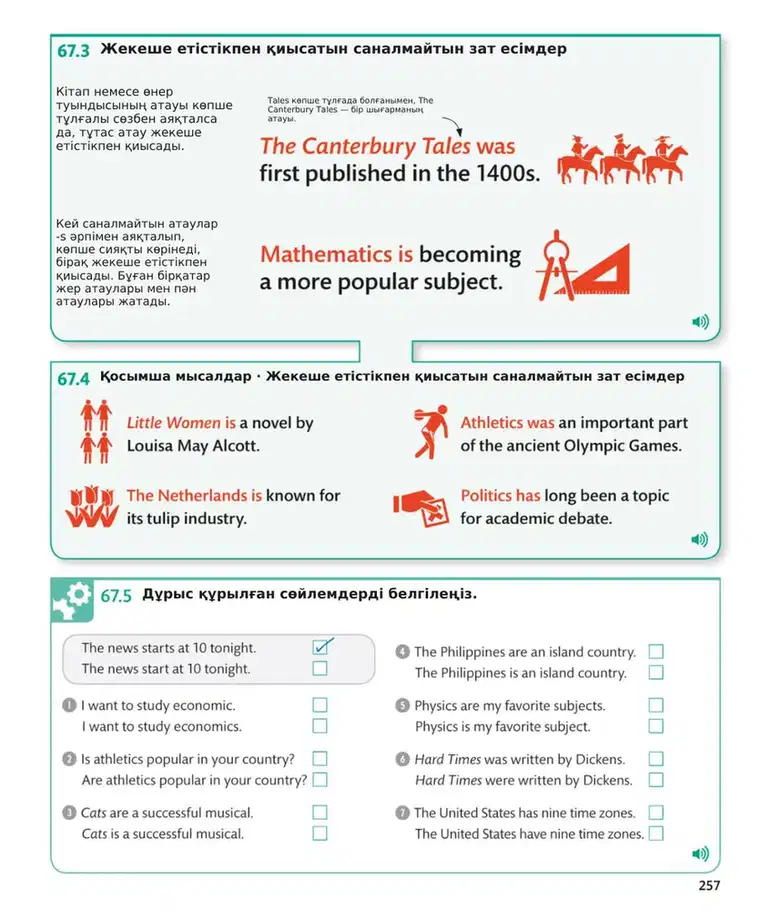 67.3 Жекеше етістікпен қиысатын саналмайтын зат есімдер
Кітап немесе өнер
туындысының атауы көпше
тұлғалы сөзбен аяқталса
да, тұтас атау жекеше
етістікпен қиысады.
Tales көпше тұлғада болғанымен, The
Canterbury Tales — бір шығарманың
атауы.
The Canterbury Tales was
first published in the 1400s.
Кей саналмайтын атаулар
-s әрпімен аяқталып,
көпше сияқты көрінеді,
бірақ жекеше етістікпен
қиысады. Бұған бірқатар
жер атаулары мен пән
атаулары жатады.
Mathematics is becoming
a more popular subject.
67.4 Қосымша мысалдар · Жекеше етістікпен қиысатын саналмайтын зат есімдер
Little Women is a novel by
Louisa May Alcott.
Athletics was an important part
of the ancient Olympic Games.
The Netherlands is known for
its tulip industry.
Politics has long been a topic
for academic debate.
67.5 Дұрыс құрылған сөйлемдерді белгілеңіз.
The news starts at 10 tonight.
The news start at 10 tonight.
1 I want to study economic.
I want to study economics.
2 Is athletics popular in your country?
Are athletics popular in your country?
3 Cats are a successful musical.
Cats is a successful musical.
4 The Philippines are an island country.
The Philippines is an island country.
5 Physics are my favorite subjects.
Physics is my favorite subject.
6 Hard Times was written by Dickens.
Hard Times were written by Dickens.
7 The United States has nine time zones.
The United States have nine time zones.
257